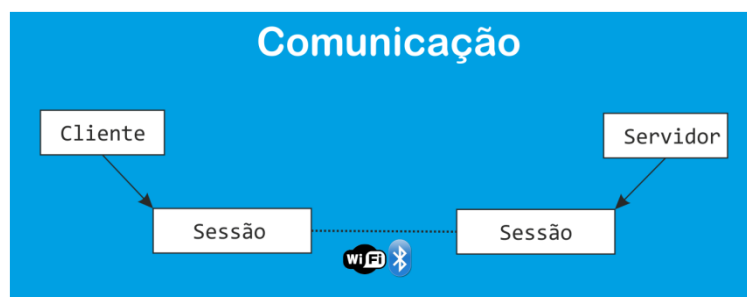 Comunicação
Cliente
Servidor
Sessão
Sessão
WiFi